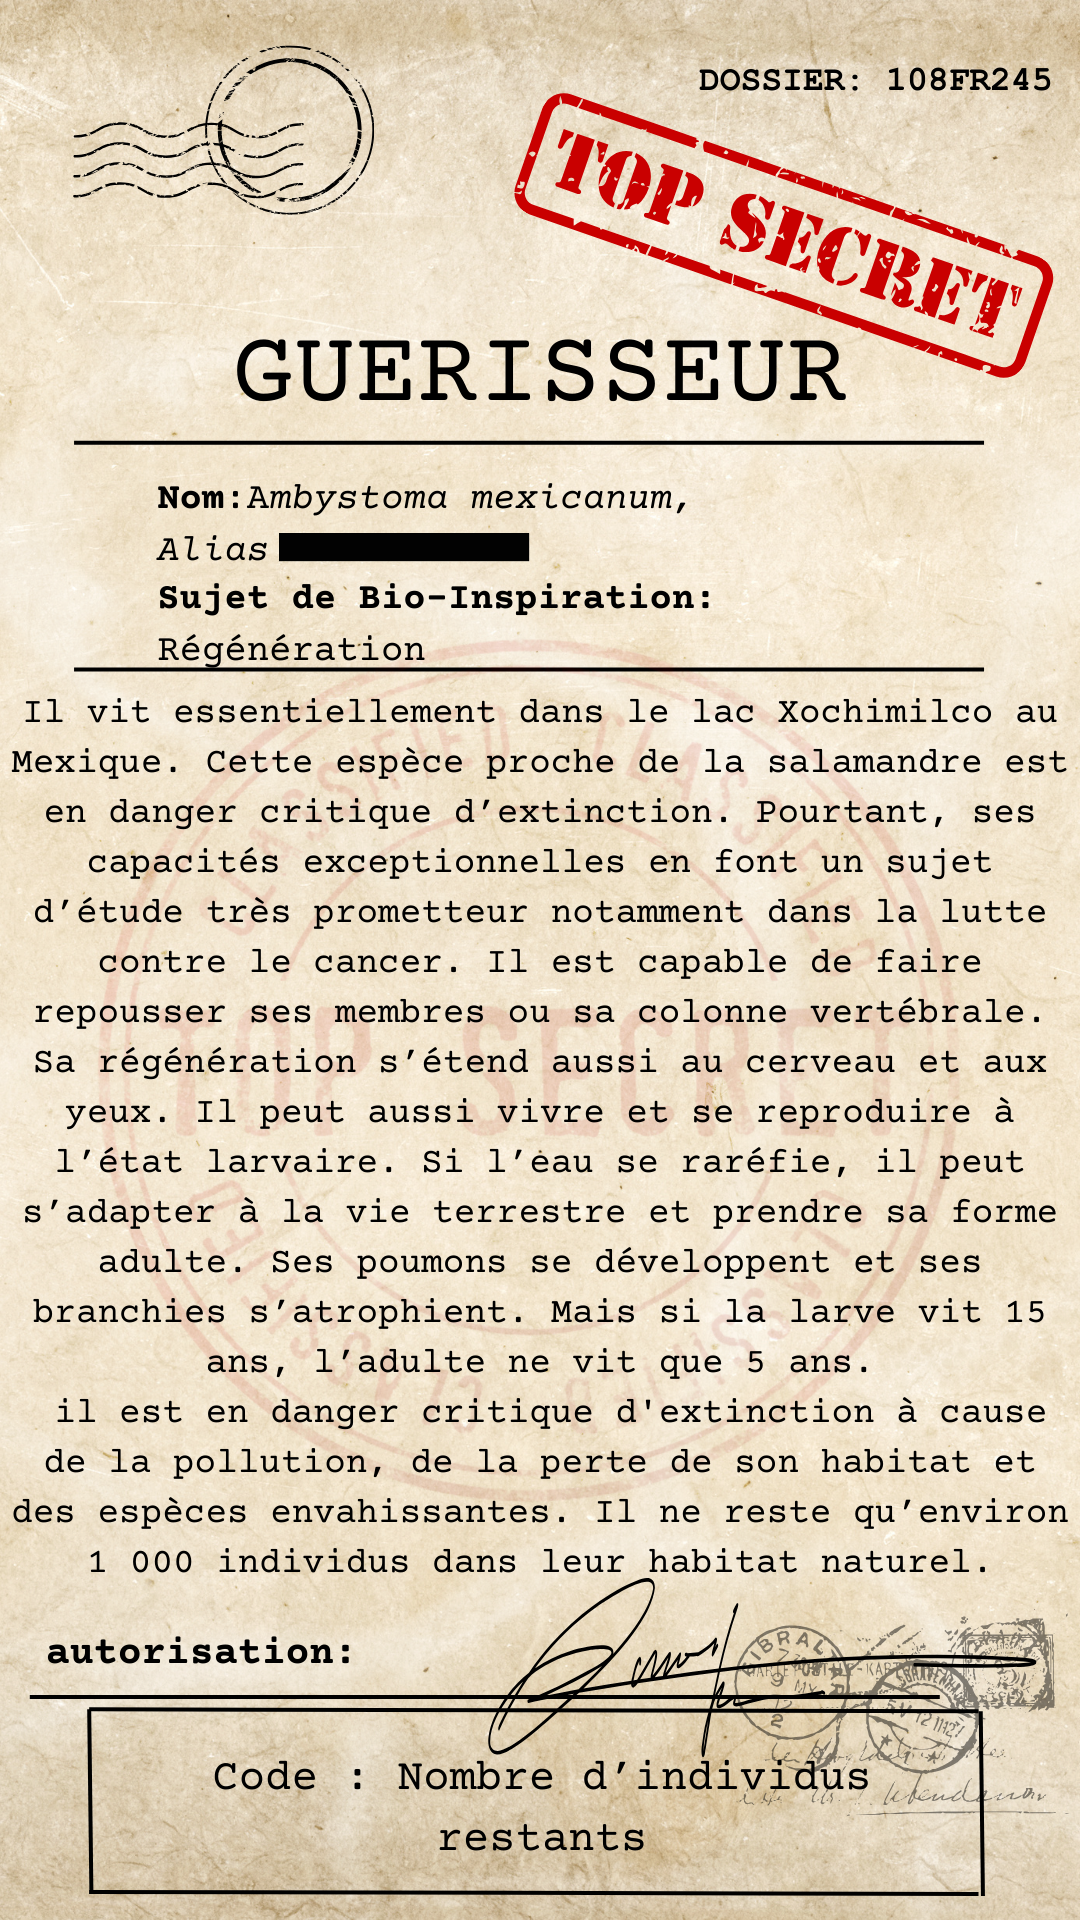 DOSSIER: 108FR245
TOP SECRET
GUERISSEUR
Nom:Ambystoma mexicanum,
Alias
Sujet de Bio-Inspiration:
Régénération
Il vit essentiellement dans le lac Xochimilco au
Mexique. Cette espèce proche de la salamandre est
en danger critique d’extinction. Pourtant, ses
capacités exceptionnelles en font un sujet
d’étude très prometteur notamment dans la lutte
contre le cancer. Il est capable de faire
repousser ses membres ou sa colonne vertébrale.
Sa régénération s’étend aussi au cerveau et aux
yeux. Il peut aussi vivre et se reproduire à
l’état larvaire. Si l’eau se raréfie, il peut
s’adapter à la vie terrestre et prendre sa forme
adulte. Ses poumons se développent et ses
branchies s’atrophient. Mais si la larve vit 15
ans, l’adulte ne vit que 5 ans.
il est en danger critique d'extinction à cause
de la pollution, de la perte de son habitat et
des espèces envahissantes. Il ne reste qu’environ
1 000 individus dans leur habitat naturel.
CLASSIFIED CLASSIFIED
TOP SECRET
CLASSIFIED CLASSIFIED
autorisation:
Code : Nombre d’individus
restants